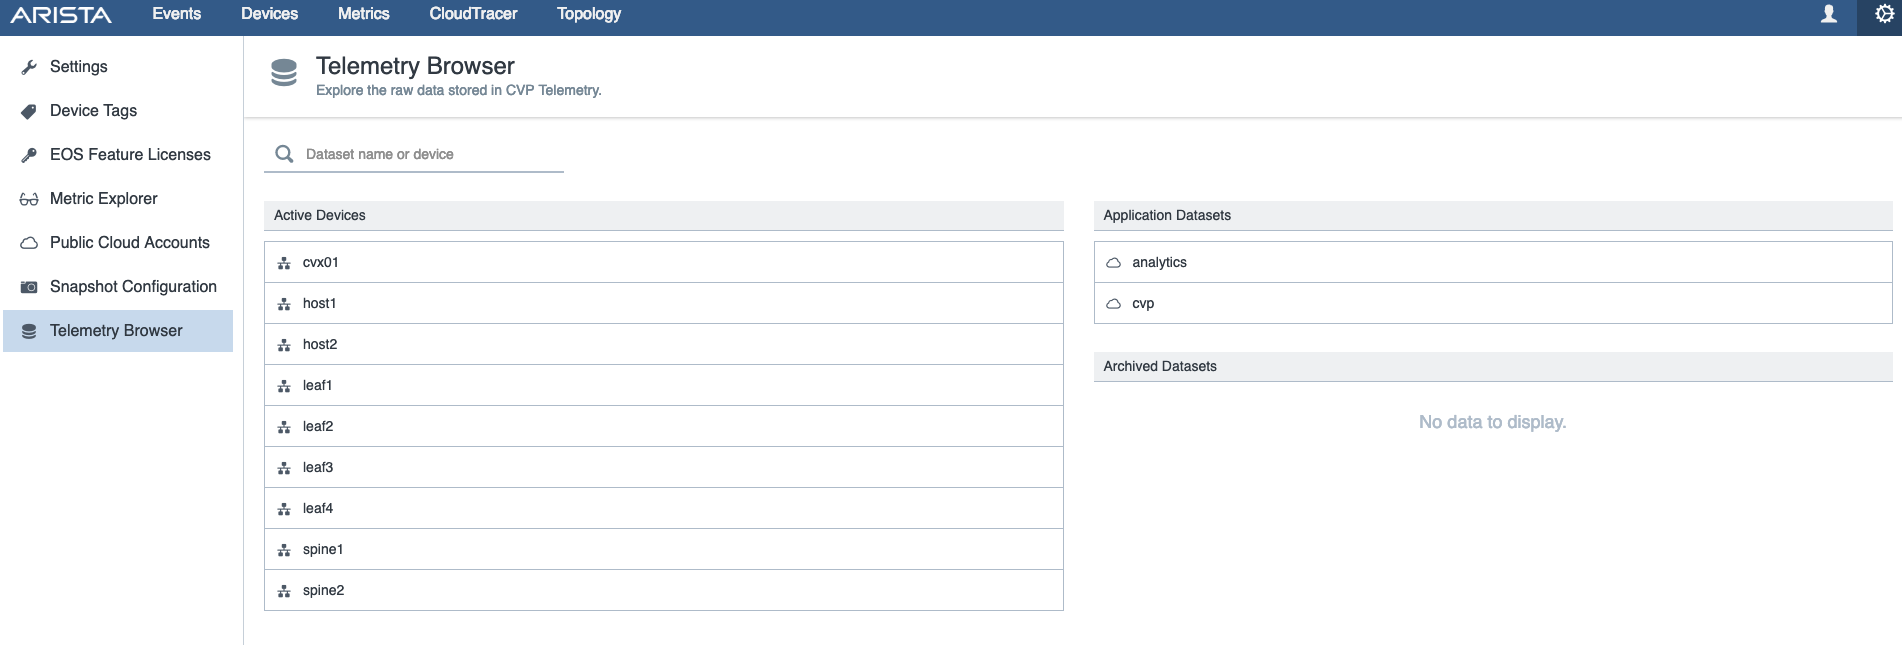 ARISTA Events Devices Metrics CloudTracer Topology
Settings
Device Tags
EOS Feature Licenses
Metric Explorer
Public Cloud Accounts
Snapshot Configuration
Telemetry Browser
Telemetry Browser
Explore the raw data stored in CVP Telemetry.
Dataset name or device
Active Devices
cvx01
host1
host2
leaf1
leaf2
leaf3
leaf4
spine1
spine2
Application Datasets
analytics
cvp
Archived Datasets
No data to display.